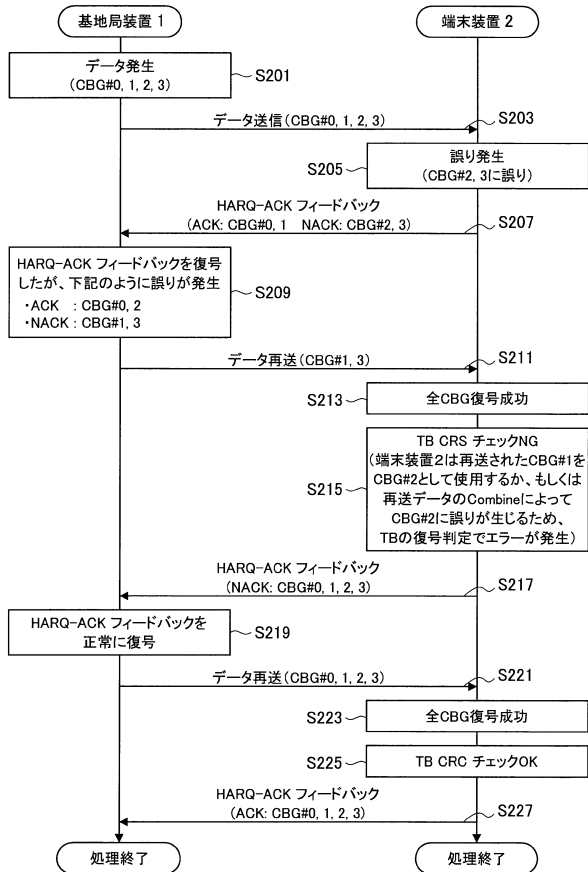 基地局装置 1
端末装置 2
データ発生
(CBG#0, 1, 2, 3)
S201
データ送信(CBG#0, 1, 2, 3)
S203
誤り発生
(CBG#2, 3に誤り)
S205
HARQ-ACK フィードバック
(ACK: CBG#0, 1 NACK: CBG#2, 3)
S207
HARQ-ACK フィードバックを復号
したが、下記のように誤りが発生
・ACK : CBG#0, 2
・NACK : CBG#1, 3
S209
データ再送(CBG#1, 3)
S211
S213
全CBG復号成功
TB CRS チェックNG
(端末装置2は再送されたCBG#1を
CBG#2として使用するか、もしくは
再送データのCombineによって
CBG#2に誤りが生じるため、
TBの復号判定でエラーが発生)
S215
HARQ-ACK フィードバック
(NACK: CBG#0, 1, 2, 3)
S217
HARQ-ACK フィードバックを
正常に復号
S219
データ再送(CBG#0, 1, 2, 3)
S221
S223
全CBG復号成功
S225
TB CRC チェックOK
HARQ-ACK フィードバック
(ACK: CBG#0, 1, 2, 3)
S227
処理終了
処理終了